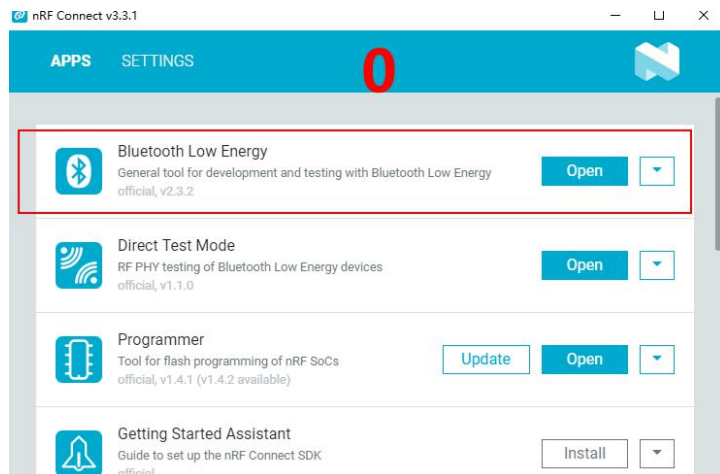 nRF Connect v3.3.1
APPS SETTINGS
0
Bluetooth Low Energy
General tool for development and testing with Bluetooth Low Energy
official, v2.3.2
Open
Direct Test Mode
RF PHY testing of Bluetooth Low Energy devices
official, v1.1.0
Open
Programmer
Tool for flash programming of nRF SoCs
official, v1.4.1 (v1.4.2 available)
Update Open
Getting Started Assistant
Guide to set up the nRF Connect SDK
official
Install